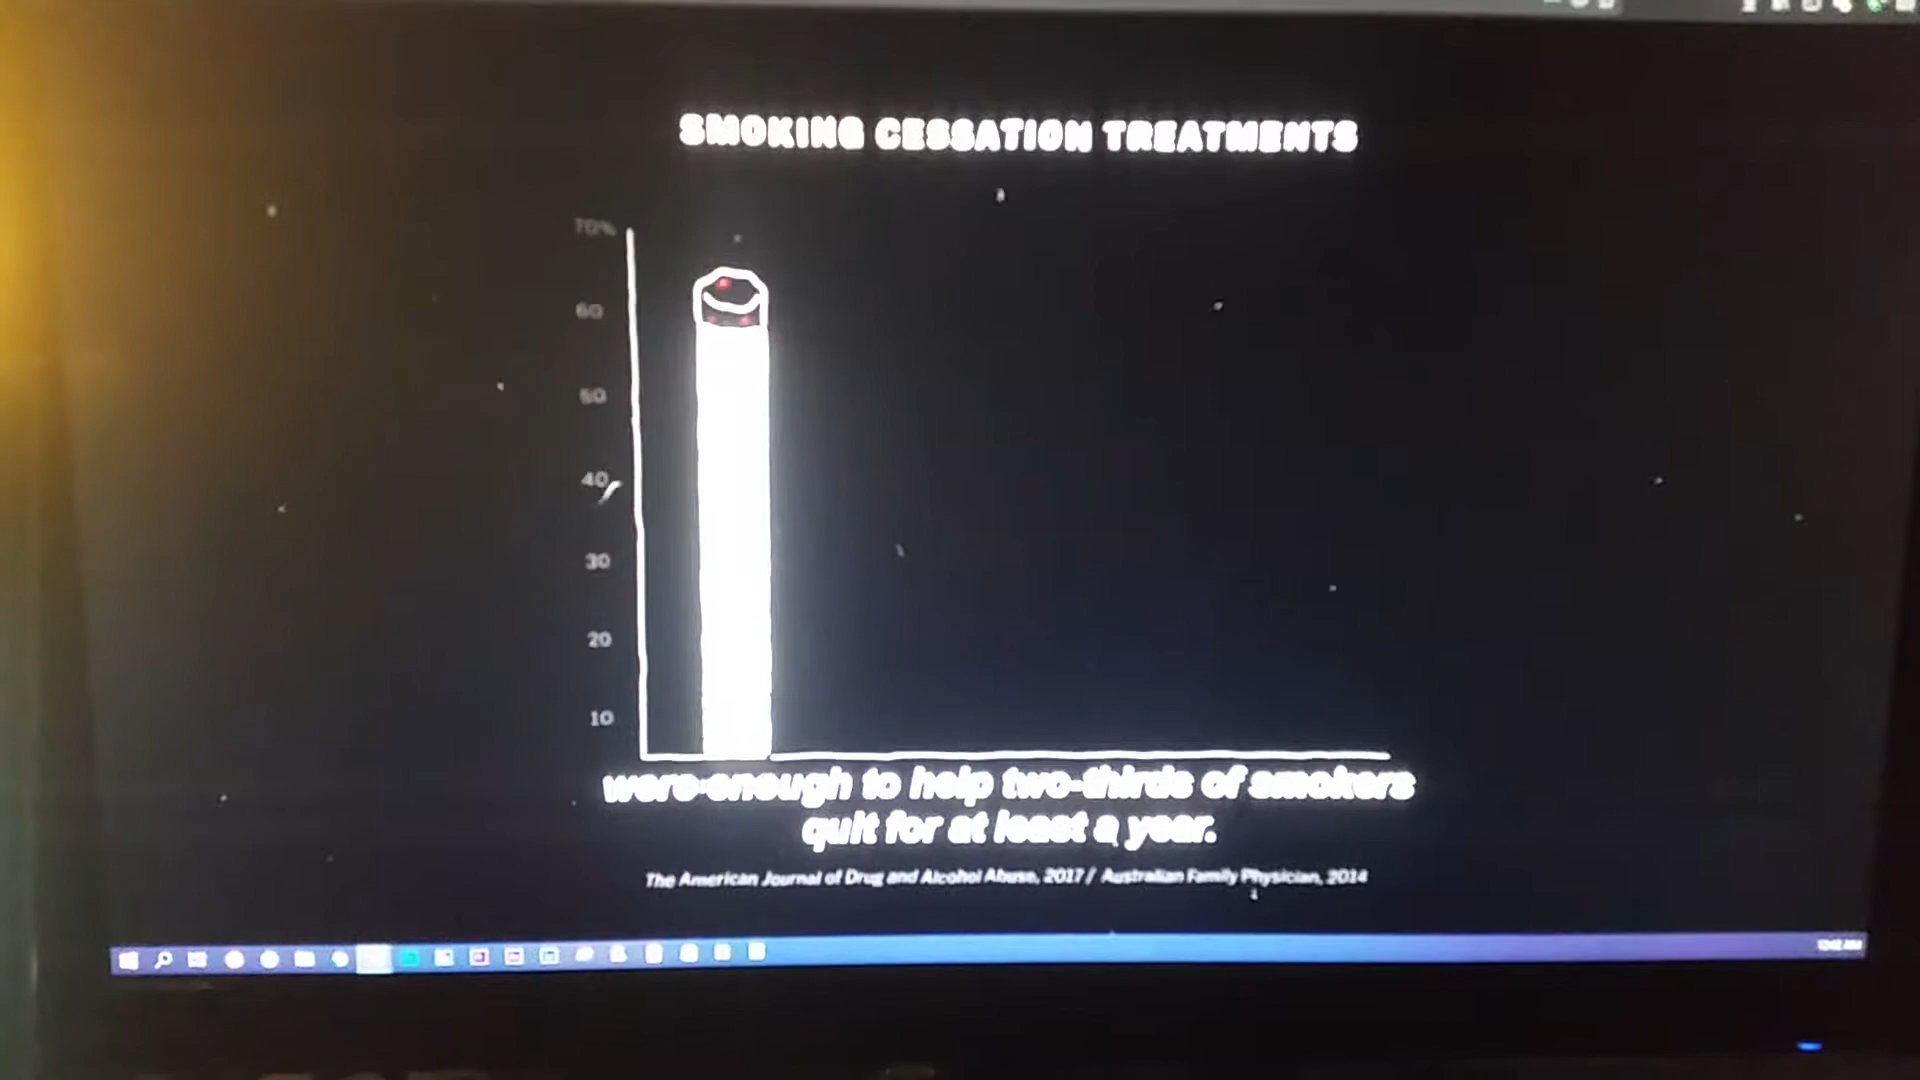 SMOKING CESSATION TREATMENTS
70%
60
50
40
30
20
10
were enough to help two-thirds of smokers
quit for at least a year.
The American Journal of Drug and Alcohol Abuse, 2017 / Australian Family Physician, 2014